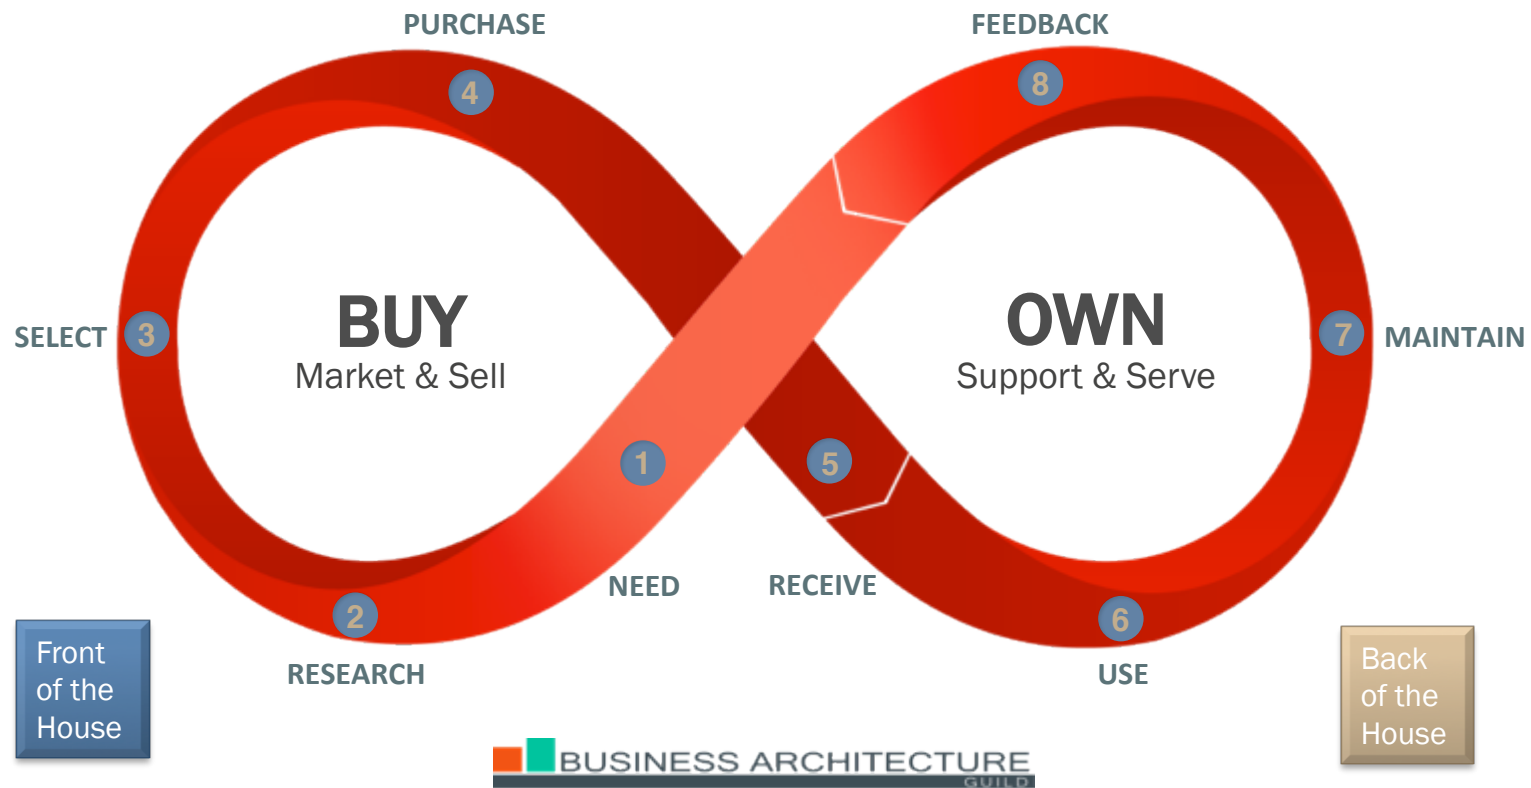 PURCHASE
FEEDBACK
4
8
BUY
Market & Sell
OWN
Support & Serve
SELECT
3
7
MAINTAIN
1
5
NEED
RECEIVE
2
6
RESEARCH
USE
Front
of the
House
Back
of the
House
BUSINESS ARCHITECTURE
GUILD